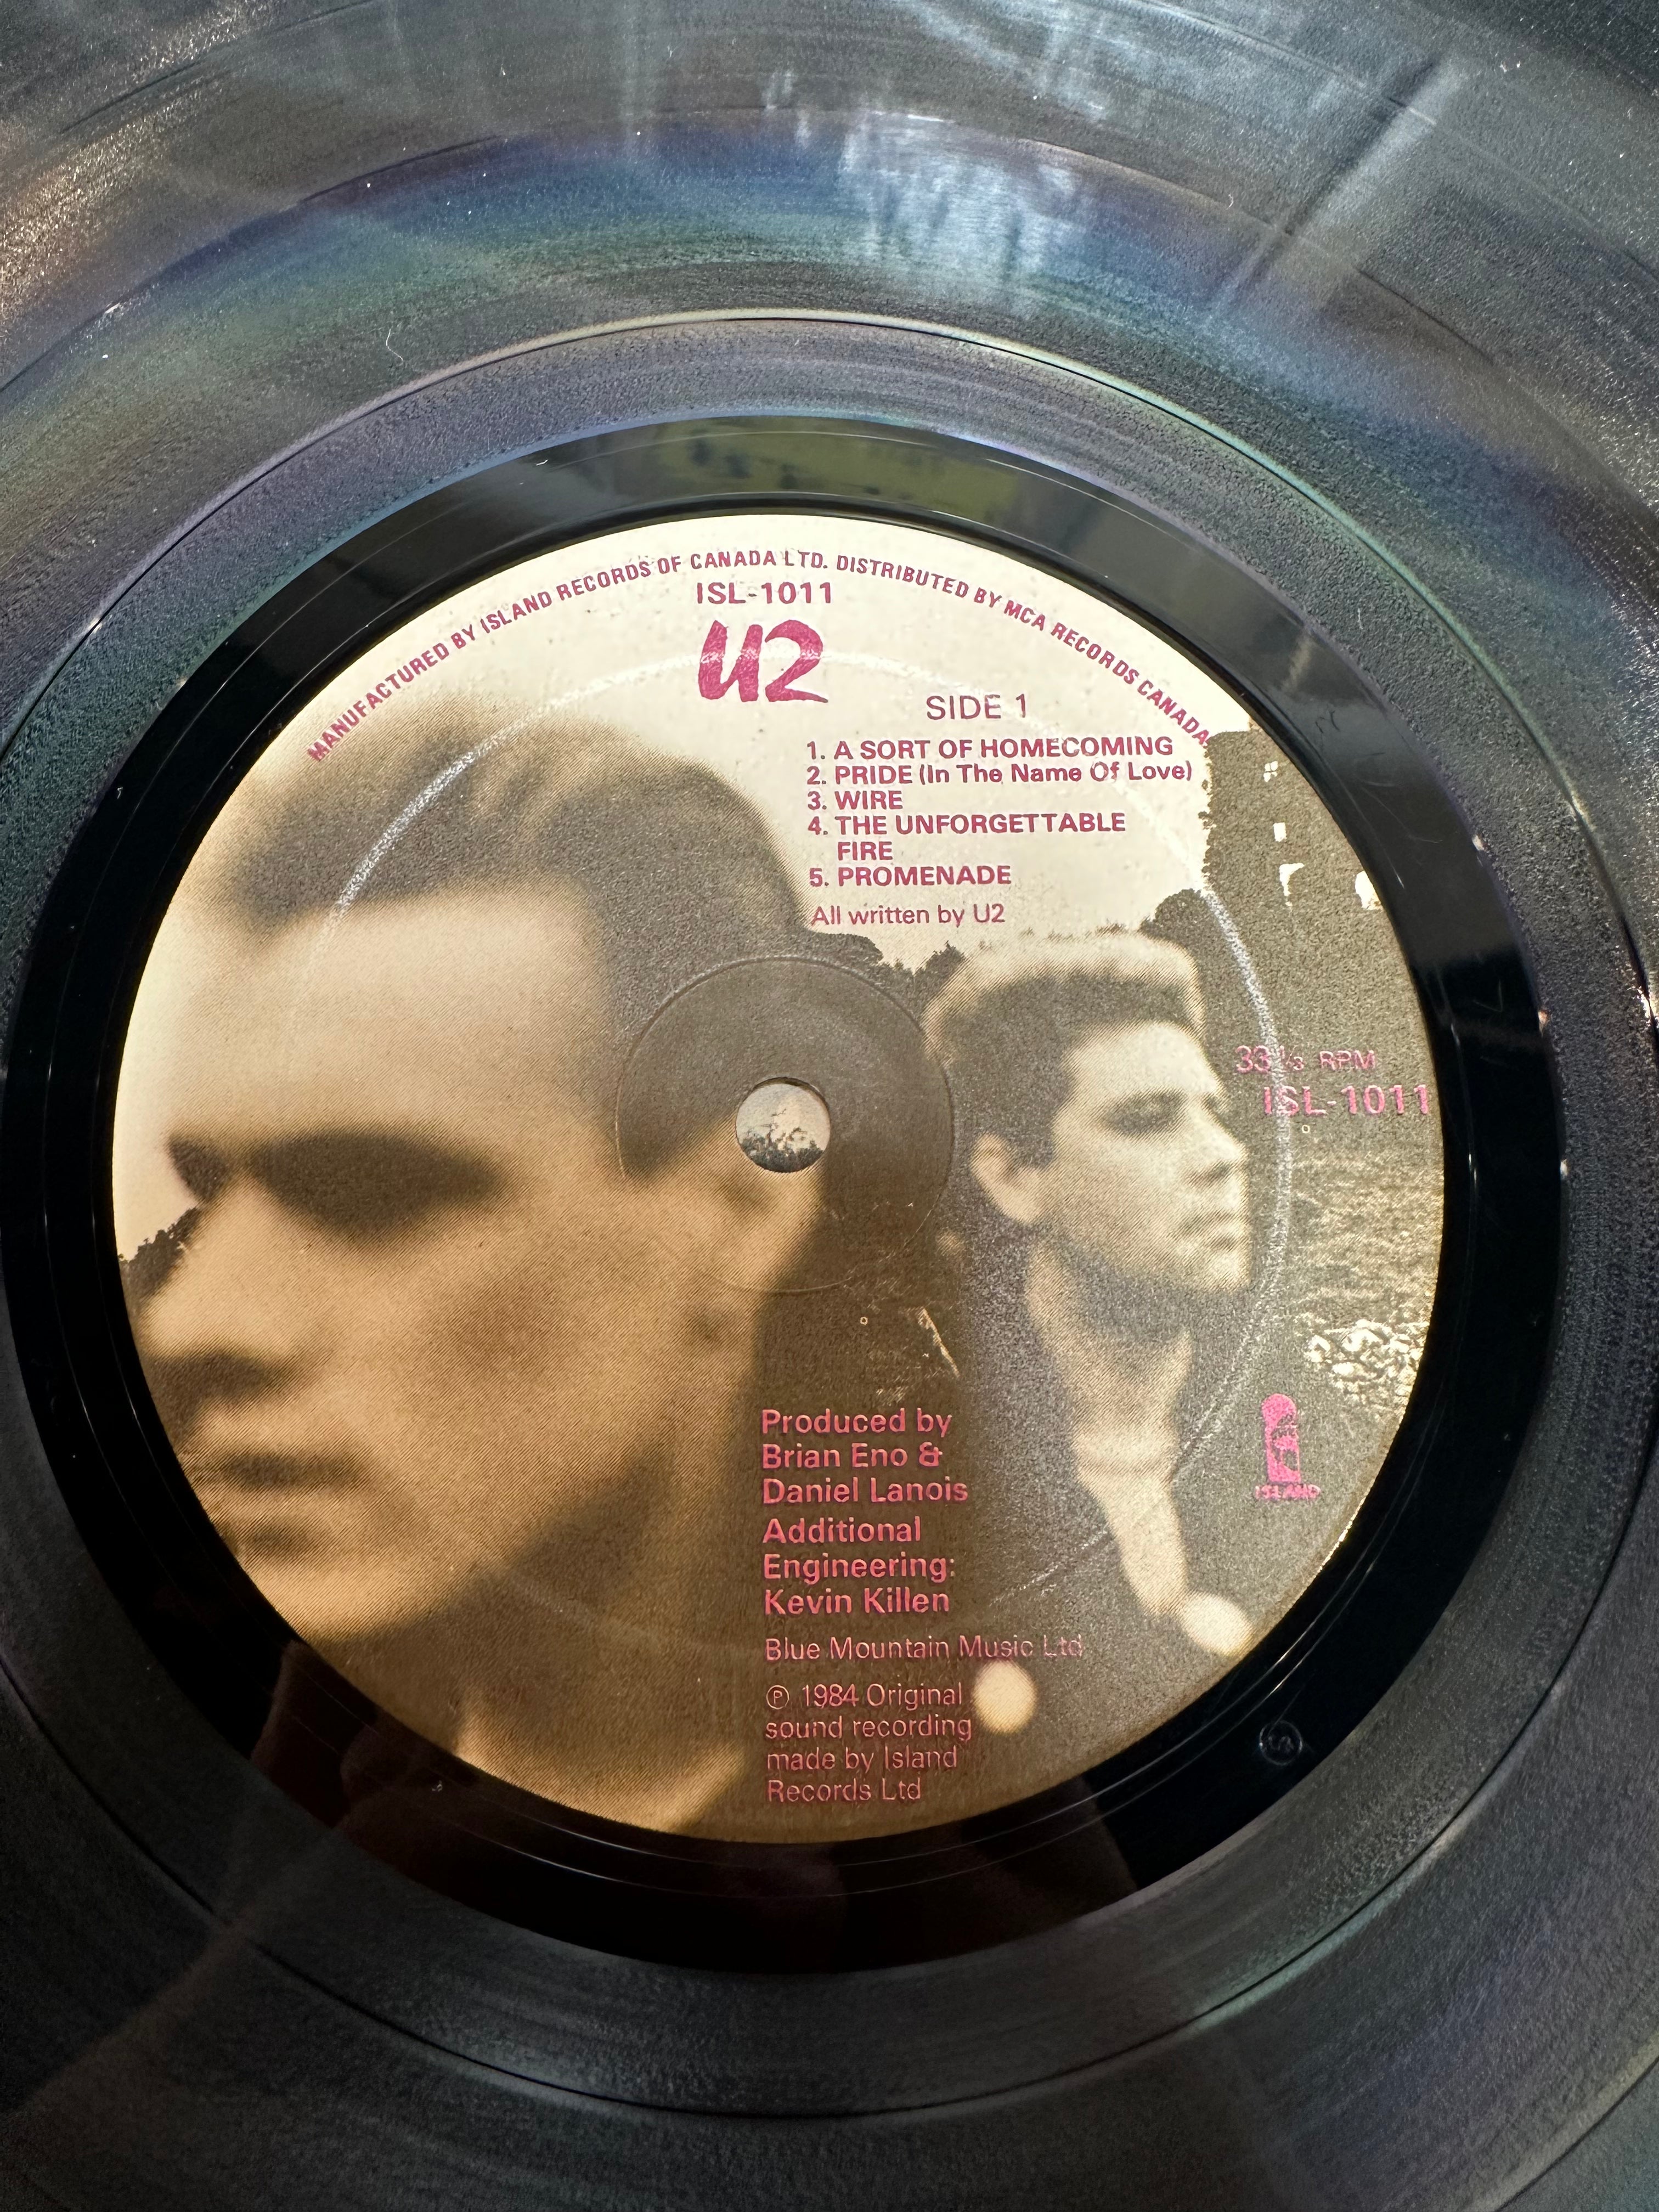 MANUFACTURED BY ISLAND RECORDS OF CANADA LTD. DISTRIBUTED BY MCA RECORDS CANADA
ISL-1011
U2
SIDE 1
1. A SORT OF HOMECOMING
2. PRIDE (In The Name Of Love)
3. WIRE
4. THE UNFORGETTABLE
FIRE
5. PROMENADE
All written by U2
33 1/3 RPM
ISL-1011
Produced by
Brian Eno &
Daniel Lanois
Additional
Engineering:
Kevin Killen
ISLAND
Blue Mountain Music Ltd
℗ 1984 Original
sound recording
made by Island
Records Ltd